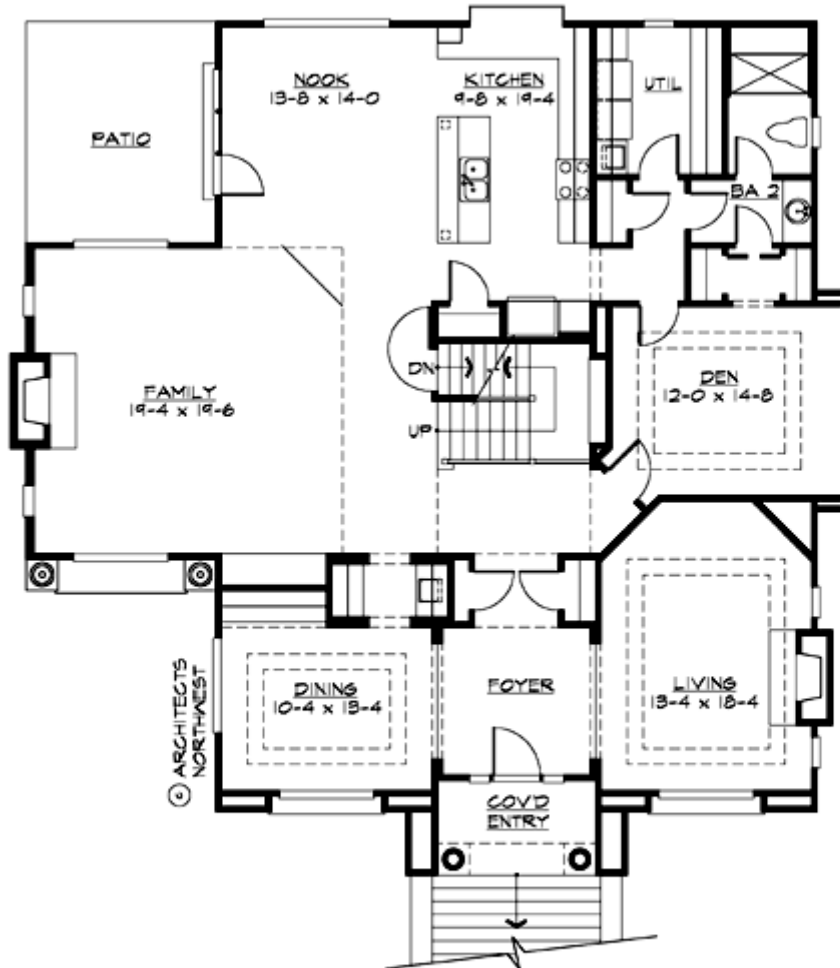 NOOK
13-8 x 14-0
KITCHEN
9-8 x 19-4
UTIL
PATIO
BA 2
DN
FAMILY
19-4 x 19-6
DEN
12-0 x 14-8
UP
ARCHITECTS
NORTHWEST
DINING
10-4 x 13-4
FOYER
LIVING
13-4 x 18-4
COV'D
ENTRY